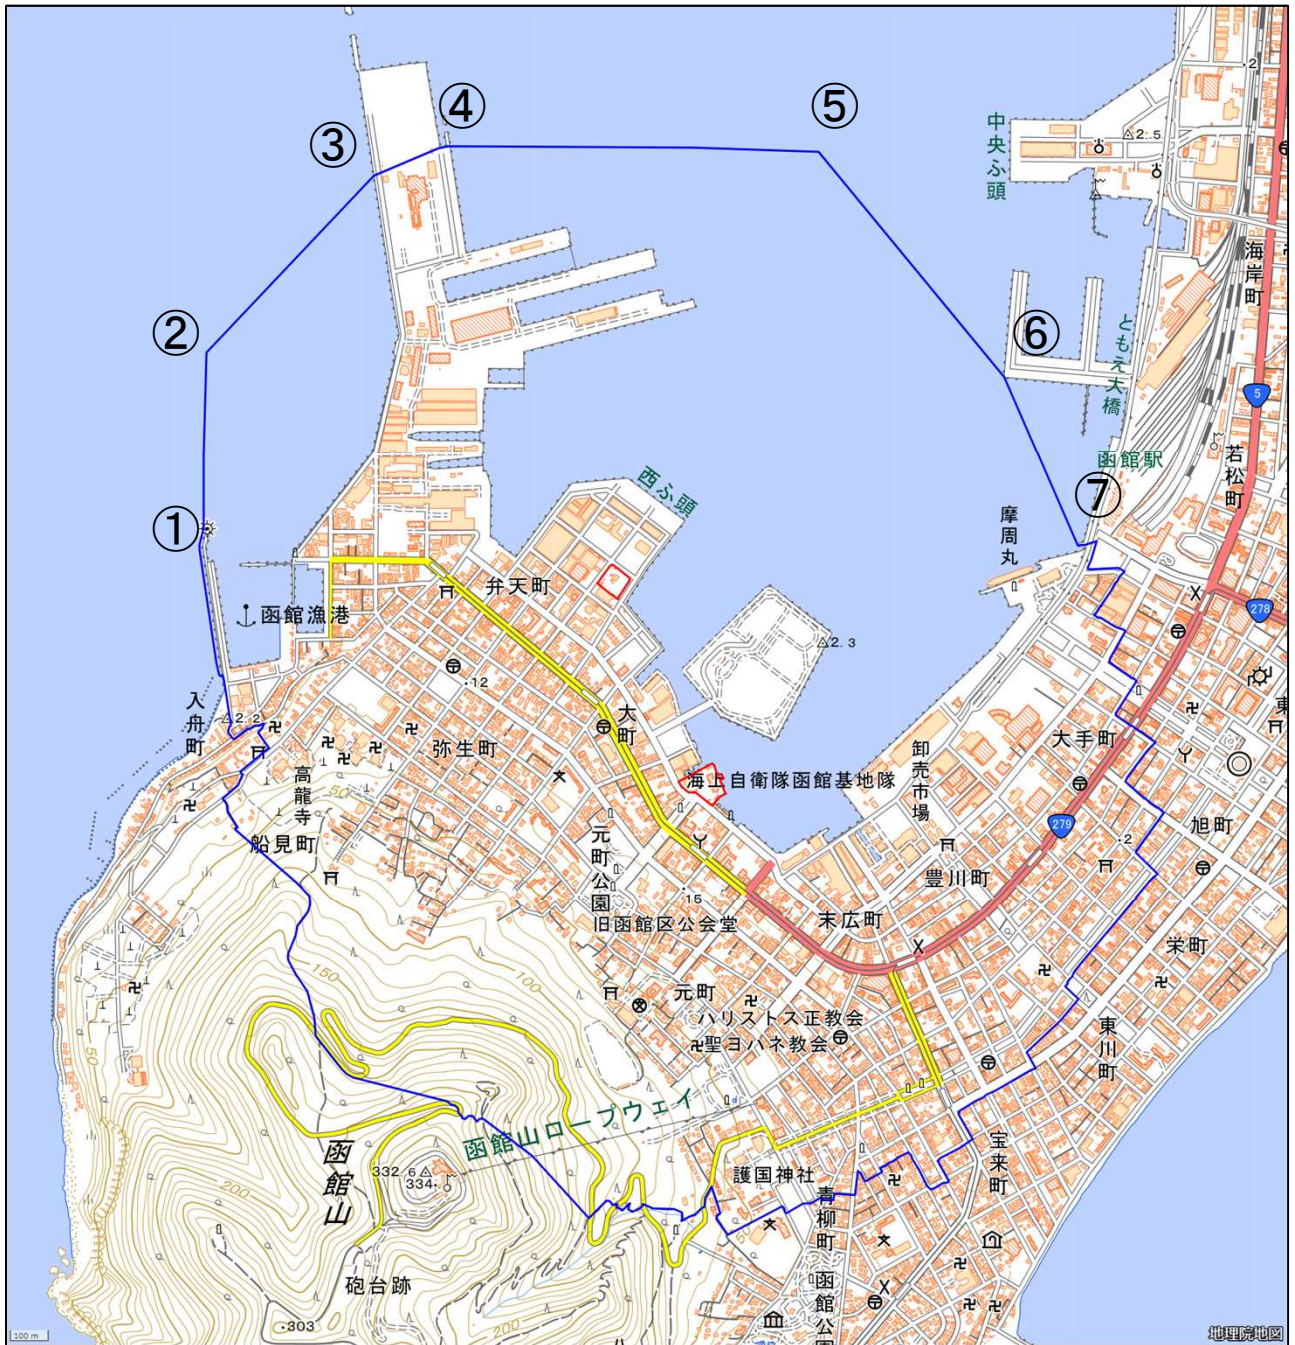 ④
⑤
③
中央ふ頭
2.5
2
海岸町
②
⑥
ともえ大橋
5
函館駅
若松町
⑦
西ふ頭
①
摩周丸
弁天町
278
函館漁港
12
2.3
入舟町
2.2
大町
弥生町
大手町
高龍寺
海上自衛隊函館基地隊
卸売市場
50
279
旭町
船見町
元町公園
2
豊川町
15
旧函館区公会堂
末広町
栄町
150
100
元町
ハリストス正教会
聖ヨハネ教会
東川町
50
函館山ロープウェイ
宝来町
函館山
332.6
334
護国神社
青柳町
200
50
砲台跡
函館公園
303
200
100 m
地理院地図